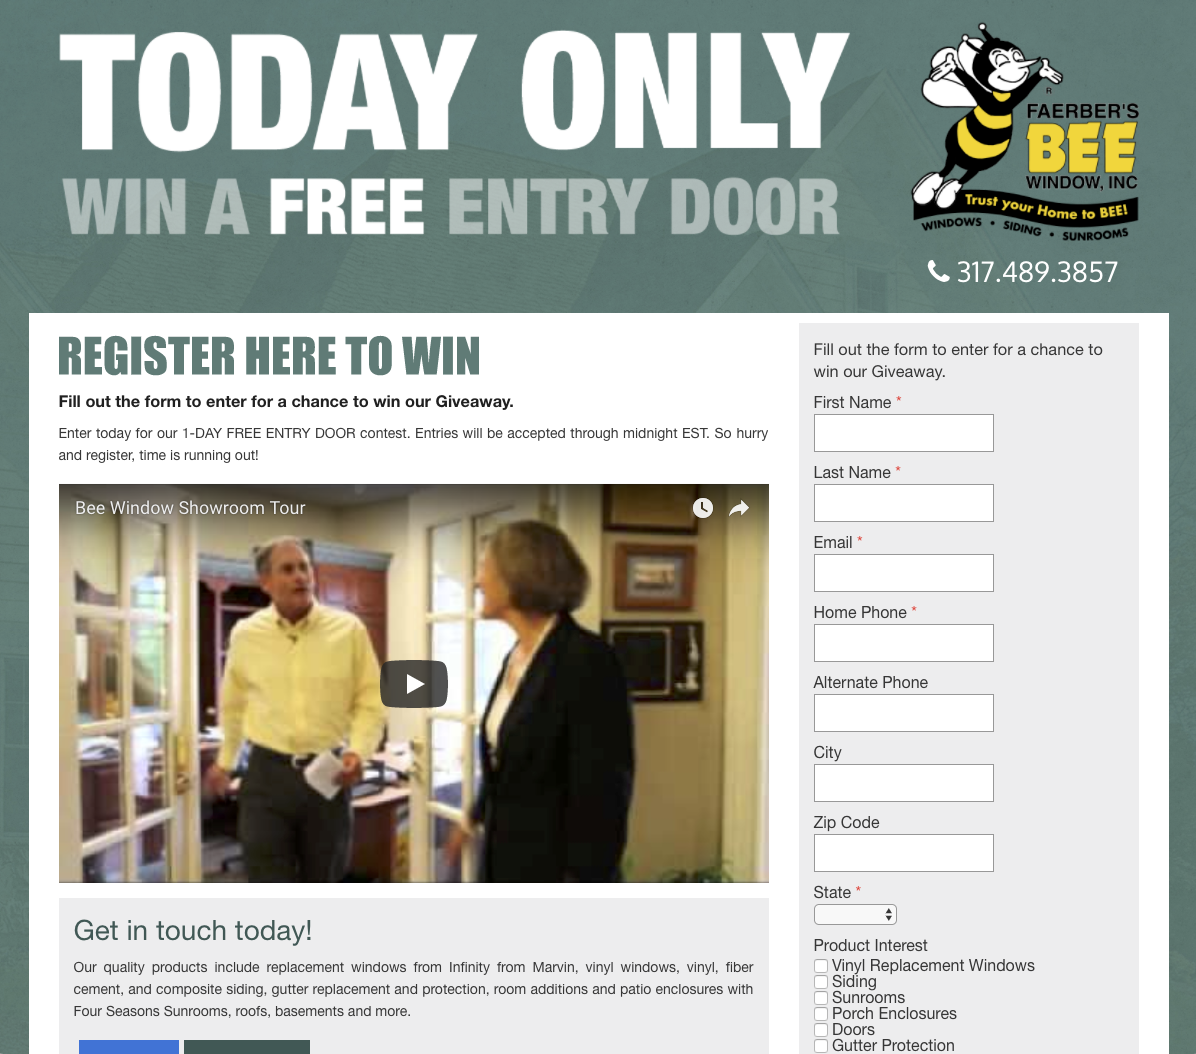 TODAY ONLY
WIN A FREE ENTRY DOOR
R
FAERBER'S
BEE
WINDOW, INC
Trust your Home to BEE!
WINDOWS • SIDING • SUNROOMS
317.489.3857
REGISTER HERE TO WIN
Fill out the form to enter for a chance to win our Giveaway.
Enter today for our 1-DAY FREE ENTRY DOOR contest. Entries will be accepted through midnight EST. So hurry
and register, time is running out!
Bee Window Showroom Tour
Get in touch today!
Our quality products include replacement windows from Infinity from Marvin, vinyl windows, vinyl, fiber
cement, and composite siding, gutter replacement and protection, room additions and patio enclosures with
Four Seasons Sunrooms, roofs, basements and more.
Fill out the form to enter for a chance to
win our Giveaway.
First Name *
Last Name *
Email *
Home Phone *
Alternate Phone
City
Zip Code
State *
Product Interest
Vinyl Replacement Windows
Siding
Sunrooms
Porch Enclosures
Doors
Gutter Protection